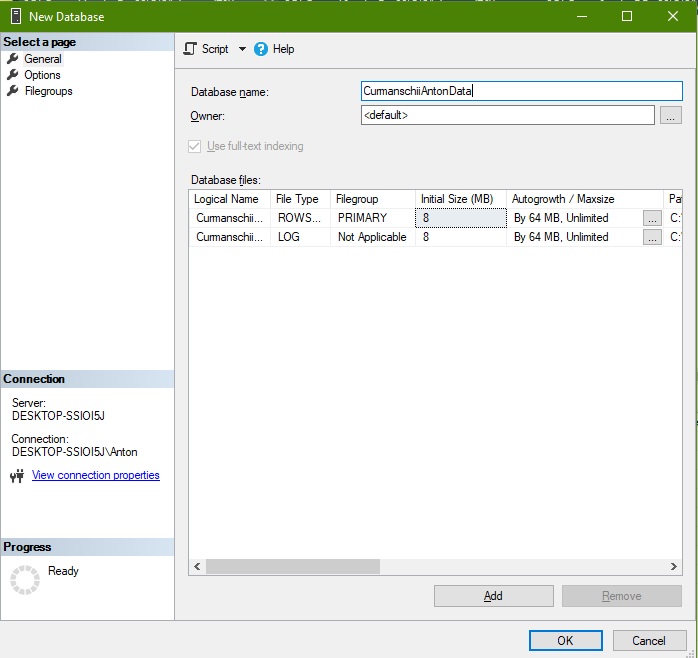 New Database
Select a page
General
Options
Filegroups
Script
Help
Database name: CurmanschiiAntonData
Owner: <default> ...
Use full-text indexing
Database files:
Logical Name File Type Filegroup Initial Size (MB) Autogrowth / Maxsize Pa
Curmanschii... ROWS... PRIMARY 8 By 64 MB, Unlimited ... C:\
Curmanschii... LOG Not Applicable 8 By 64 MB, Unlimited ... C:\
Connection
Server:
DESKTOP-SSIOI5J
Connection:
DESKTOP-SSIOI5J\Anton
View connection properties
Progress
Ready
Add Remove
OK Cancel